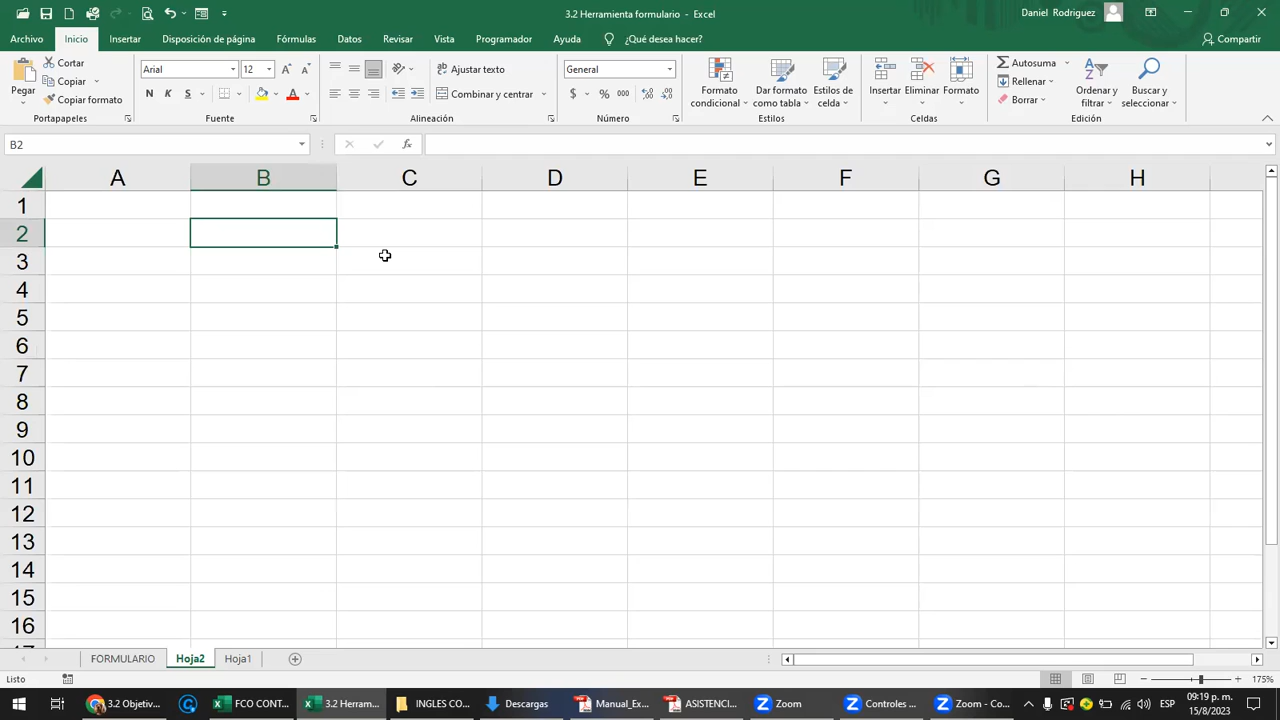 3.2 Herramienta formulario - Excel
Daniel Rodriguez
Archivo Inicio Insertar Disposición de página Fórmulas Datos Revisar Vista Programador Ayuda ¿Qué desea hacer? Compartir
Pegar
Cortar
Copiar
Copiar formato
Portapapeles
Arial 12
N K S
Fuente
Ajustar texto
Combinar y centrar
Alineación
General
$ % 000
Número
Formato condicional
Dar formato como tabla
Estilos de celda
Estilos
Insertar Eliminar Formato
Celdas
Autosuma
Rellenar
Borrar
Ordenar y filtrar
Buscar y seleccionar
Edición
B2 fx
A B C D E F G H
1
2
3
4
5
6
7
8
9
10
11
12
13
14
15
16
17
FORMULARIO Hoja2 Hoja1
Listo 175%
3.2 Objetiv... FCO CONT... 3.2 Herram... INGLES CO... Descargas Manual_Ex... ASISTENCI... Zoom Controles ... Zoom - Co... ESP 09:19 p. m.
15/8/2023